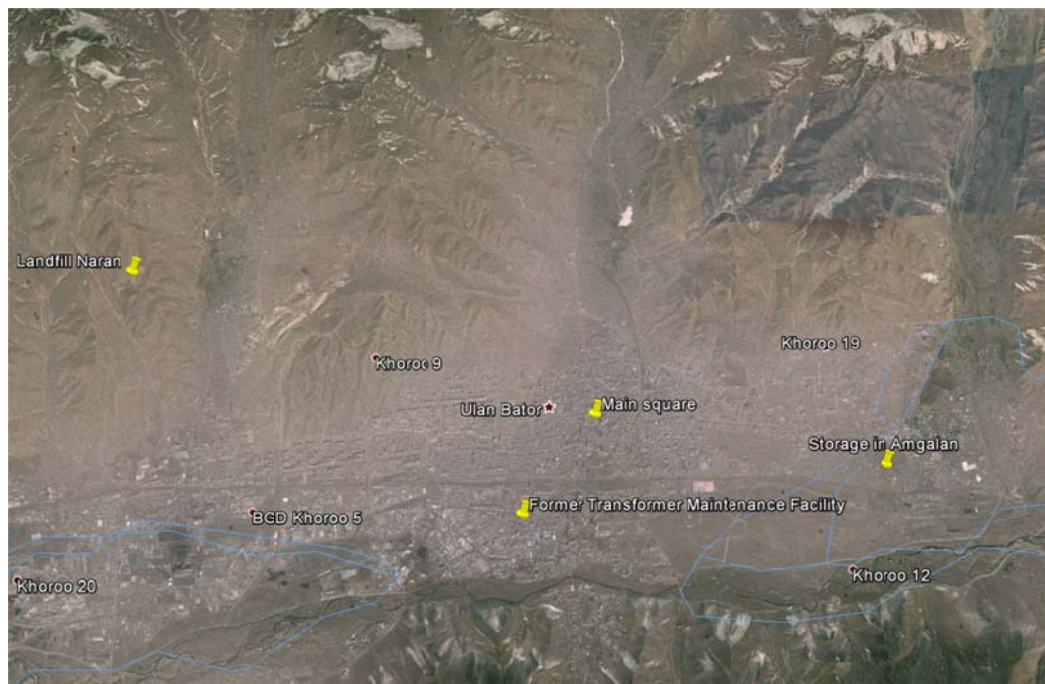 Landfill Naran
Khoroo 19
Khoroo 9
Ulan Bator
Main square
Storage in Amgalan
Former Transformer Maintenance Facility
BGD Khoroo 5
Khoroo 12
Khoroo 20